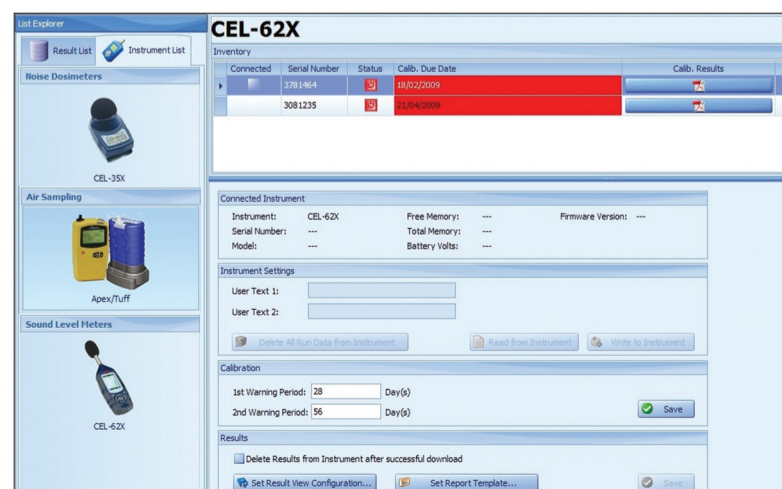 List Explorer
Result List
Instrument List
Noise Dosimeters
CEL-35X
Air Sampling
Apex/Tuff
Sound Level Meters
CEL-62X
CEL-62X
Inventory
Connected Serial Number Status Calib. Due Date Calib. Results
3781464 18/02/2009
3081235 21/04/2009
Connected Instrument
Instrument: CEL-62X Free Memory: --- Firmware Version: ---
Serial Number: --- Total Memory: ---
Model: --- Battery Volts: ---
Instrument Settings
User Text 1:
User Text 2:
Delete All Run Data from Instrument Read from Instrument Write to Instrument
Calibration
1st Warning Period: 28 Day(s)
2nd Warning Period: 56 Day(s)
Save
Results
Delete Results from Instrument after successful download
Set Result View Configuration... Set Report Template... Save